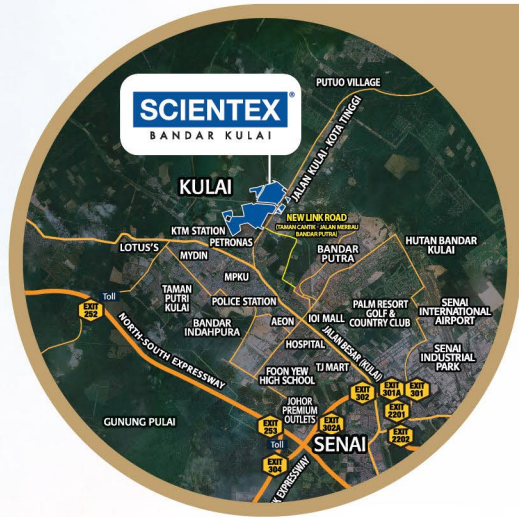 SCIENTEX®
BANDAR KULAI
PUTUO VILLAGE
JALAN KULAI - KOTA TINGGI
KULAI
NEW LINK ROAD
(TAMAN CANTIK - JALAN MERBAU
BANDAR PUTRA)
KTM STATION
PETRONAS
LOTUS'S
MYDIN
BANDAR
PUTRA
HUTAN BANDAR
KULAI
MPKU
Toll
EXIT
252
TAMAN
PUTRI
KULAI
POLICE STATION
PALM RESORT
GOLF &
COUNTRY CLUB
SENAI
INTERNATIONAL
AIRPORT
BANDAR
INDAHPURA
AEON
IOI MALL
JALAN BESAR (KULAI)
NORTH-SOUTH EXPRESSWAY
HOSPITAL
SENAI
INDUSTRIAL
PARK
FOON YEW
HIGH SCHOOL
TJ MART
EXIT
302
EXIT
301A
EXIT
301
JOHOR
PREMIUM
OUTLETS
EXIT
2201
GUNUNG PULAI
EXIT
253
EXIT
302A
EXIT
2202
Toll
SENAI
EXIT
304
K EXPRESSWAY